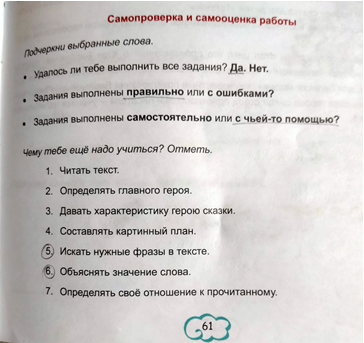 Самопроверка и самооценка работы
Подчеркни выбранные слова.
• Удалось ли тебе выполнить все задания? Да. Нет.
• Задания выполнены правильно или с ошибками?
• Задания выполнены самостоятельно или с чьей-то помощью?
Чему тебе ещё надо учиться? Отметь.
1. Читать текст.
2. Определять главного героя.
3. Давать характеристику герою сказки.
4. Составлять картинный план.
5. Искать нужные фразы в тексте.
6. Объяснять значение слова.
7. Определять своё отношение к прочитанному.
61